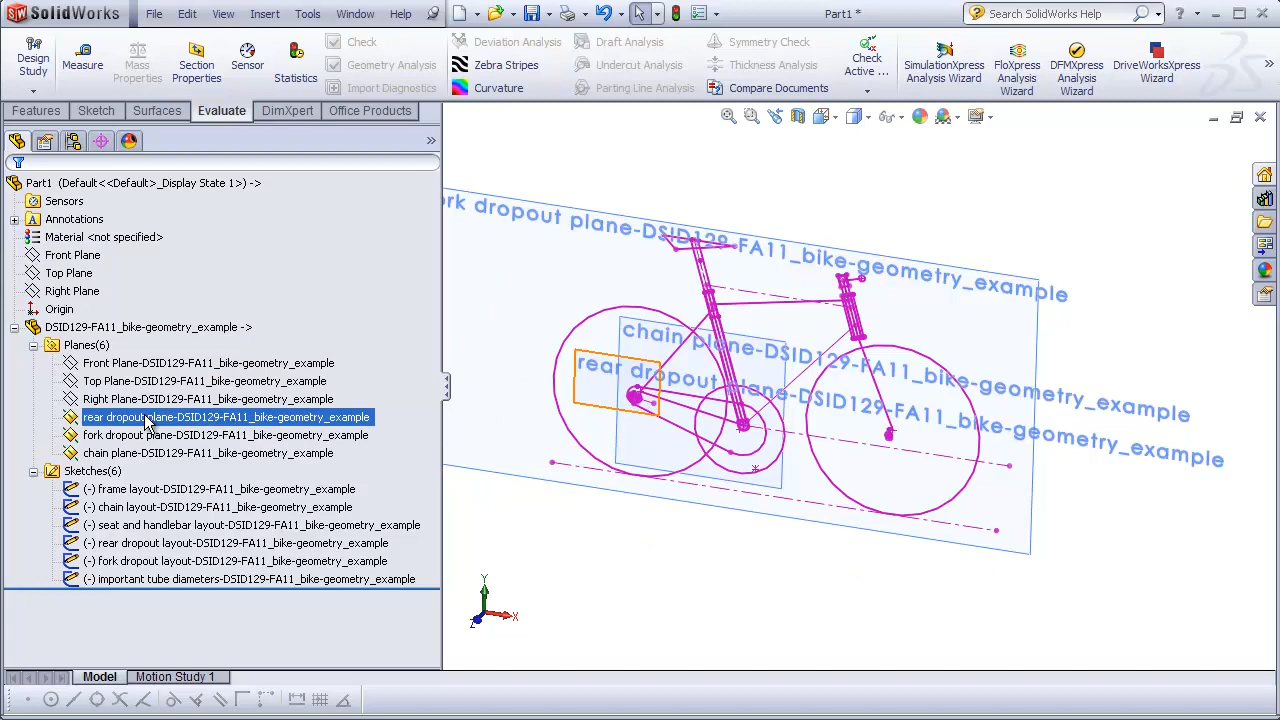 SolidWorks File Edit View Insert Tools Window Help Part1 * Search SolidWorks Help
Design Study Measure Mass Properties Section Properties Sensor Statistics
Check Deviation Analysis Draft Analysis Symmetry Check
Geometry Analysis Zebra Stripes Undercut Analysis Thickness Analysis
Import Diagnostics Curvature Parting Line Analysis Compare Documents
Check Active ... SimulationXpress Analysis Wizard FloXpress Analysis Wizard DFMXpress Analysis Wizard DriveWorksXpress Wizard
Features Sketch Surfaces Evaluate DimXpert Office Products
Part1 (Default<<Default>_Display State 1>) ->
Sensors
Annotations
Material <not specified>
Front Plane
Top Plane
Right Plane
Origin
DSID129-FA11_bike-geometry_example ->
Planes(6)
Front Plane-DSID129-FA11_bike-geometry_example
Top Plane-DSID129-FA11_bike-geometry_example
Right Plane-DSID129-FA11_bike-geometry_example
rear dropout plane-DSID129-FA11_bike-geometry_example
fork dropout plane-DSID129-FA11_bike-geometry_example
chain plane-DSID129-FA11_bike-geometry_example
Sketches(6)
(-) frame layout-DSID129-FA11_bike-geometry_example
(-) chain layout-DSID129-FA11_bike-geometry_example
(-) seat and handlebar layout-DSID129-FA11_bike-geometry_example
(-) rear dropout layout-DSID129-FA11_bike-geometry_example
(-) fork dropout layout-DSID129-FA11_bike-geometry_example
(-) important tube diameters-DSID129-FA11_bike-geometry_example
ork dropout plane-DSID129-FA11_bike-geometry_example
chain plane-DSID129-FA11_bike-geometry_example
rear dropout plane-DSID129-FA11_bike-geometry_example
Y
X
Z
Model Motion Study 1